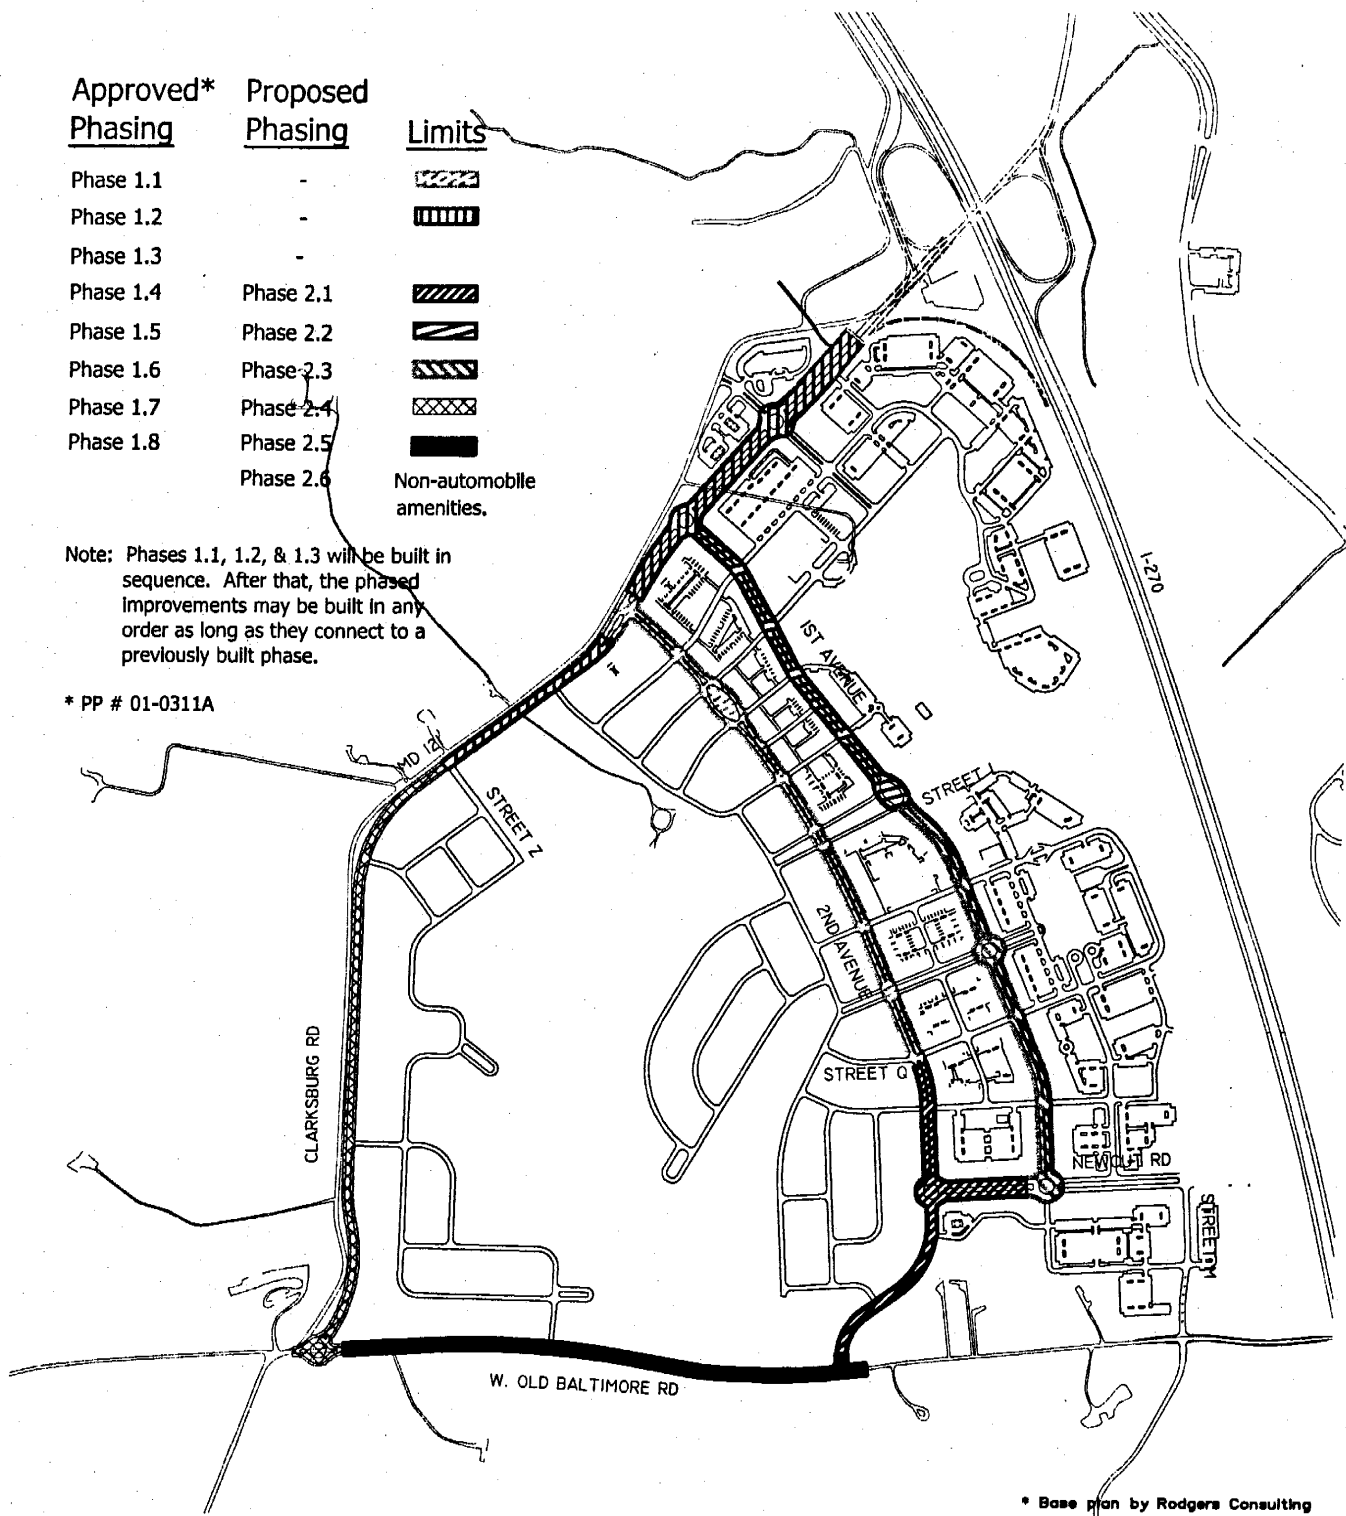 Approved* Proposed
Phasing Phasing Limits
Phase 1.1 -
Phase 1.2 -
Phase 1.3 -
Phase 1.4 Phase 2.1
Phase 1.5 Phase 2.2
Phase 1.6 Phase 2.3
Phase 1.7 Phase 2.4
Phase 1.8 Phase 2.5
Phase 2.6 Non-automobile
amenities.
Note: Phases 1.1, 1.2, & 1.3 will be built in
sequence. After that, the phased
improvements may be built in any
order as long as they connect to a
previously built phase.
* PP # 01-0311A
I-270
1ST AVENUE
MD 121
STREET Z
STREET L
2ND AVENUE
CLARKSBURG RD
STREET Q
NEWCUT RD
STREET M
W. OLD BALTIMORE RD
* Base plan by Rodgers Consulting